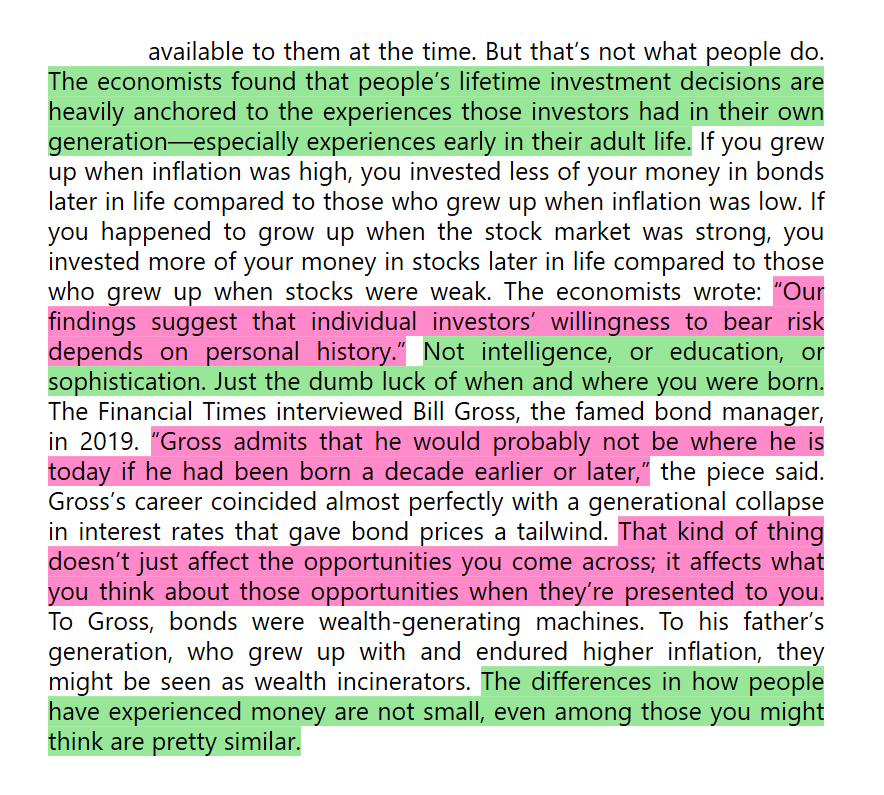 available to them at the time. But that’s not what people do.
The economists found that people’s lifetime investment decisions are
heavily anchored to the experiences those investors had in their own
generation—especially experiences early in their adult life. If you grew
up when inflation was high, you invested less of your money in bonds
later in life compared to those who grew up when inflation was low. If
you happened to grow up when the stock market was strong, you
invested more of your money in stocks later in life compared to those
who grew up when stocks were weak. The economists wrote: “Our
findings suggest that individual investors’ willingness to bear risk
depends on personal history.” Not intelligence, or education, or
sophistication. Just the dumb luck of when and where you were born.
The Financial Times interviewed Bill Gross, the famed bond manager,
in 2019. “Gross admits that he would probably not be where he is
today if he had been born a decade earlier or later,” the piece said.
Gross’s career coincided almost perfectly with a generational collapse
in interest rates that gave bond prices a tailwind. That kind of thing
doesn’t just affect the opportunities you come across; it affects what
you think about those opportunities when they’re presented to you.
To Gross, bonds were wealth-generating machines. To his father’s
generation, who grew up with and endured higher inflation, they
might be seen as wealth incinerators. The differences in how people
have experienced money are not small, even among those you might
think are pretty similar.